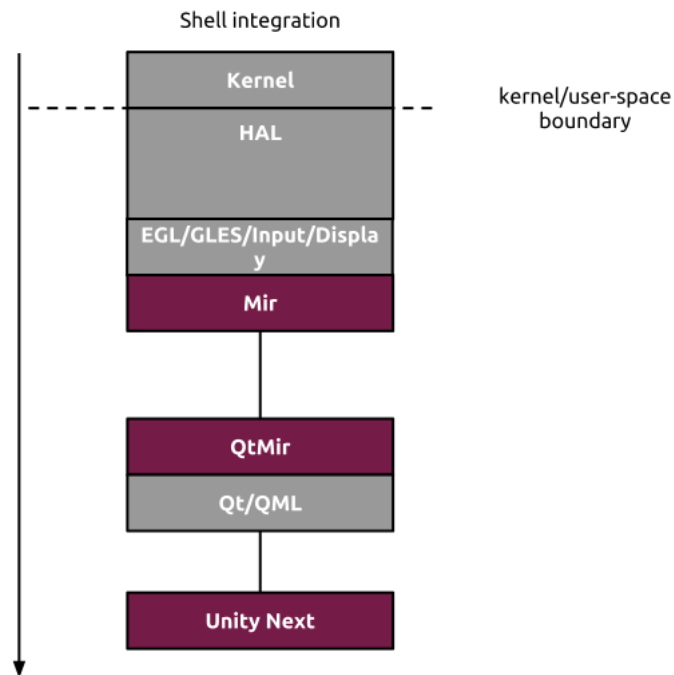 Shell integration
Kernel
kernel/user-space
boundary
HAL
EGL/GLES/Input/Displa
y
Mir
QtMir
Qt/QML
Unity Next